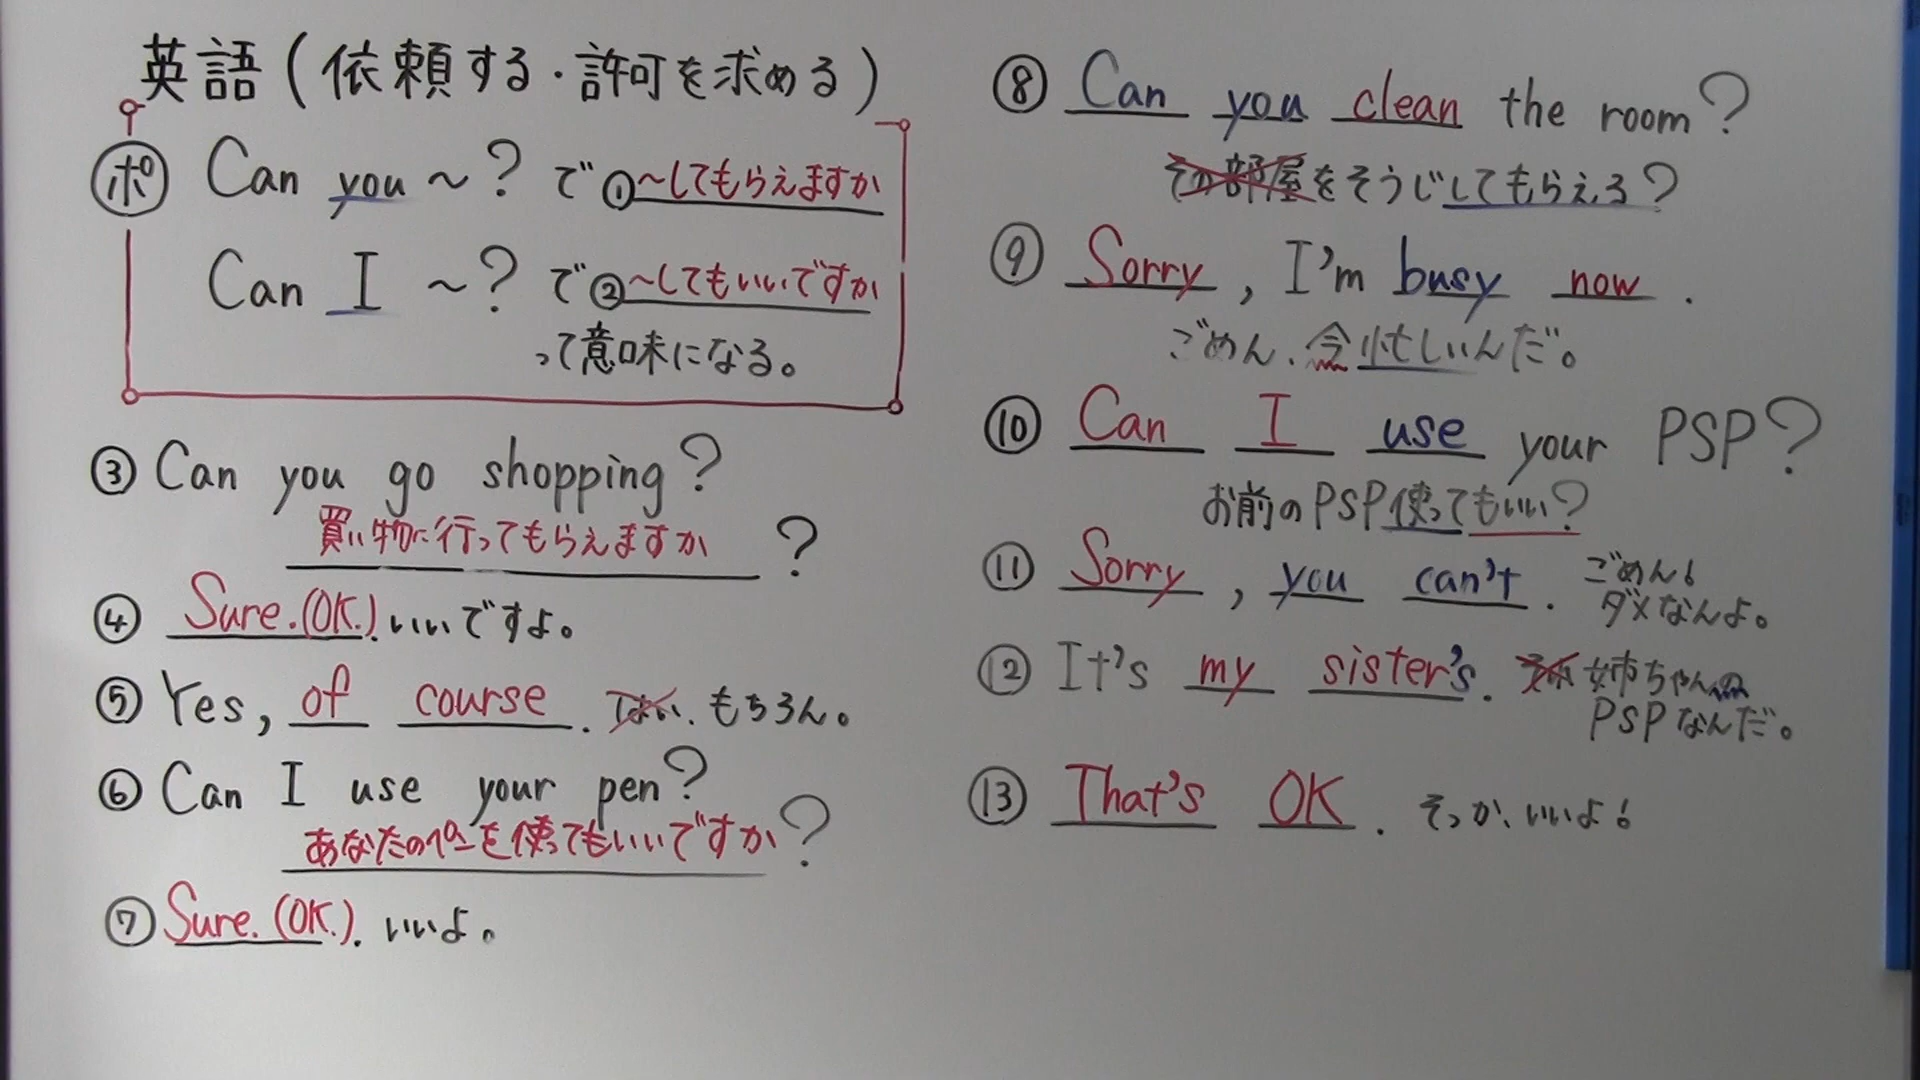 英語(依頼する・許可を求める)
ポ Can you ~? で ①~してもらえますか
Can I ~? で ②~してもいいですか
って意味になる。
③ Can you go shopping?
買い物に行ってもらえますか?
④ Sure.(OK.). いいですよ。
⑤ Yes, of course. はい、もちろん。
⑥ Can I use your pen?
あなたのペンを使ってもいいですか?
⑦ Sure. (OK.). いいよ。
⑧ Can you clean the room?
その部屋をそうじしてもらえる?
⑨ Sorry, I'm busy now.
ごめん、今忙しいんだ。
⑩ Can I use your PSP?
お前のPSP使ってもいい?
⑪ Sorry, you can't. ごめん!
ダメなんよ。
⑫ It's my sister's. それ姉ちゃんの
PSPなんだ。
⑬ That's OK. そっか、いいよ!